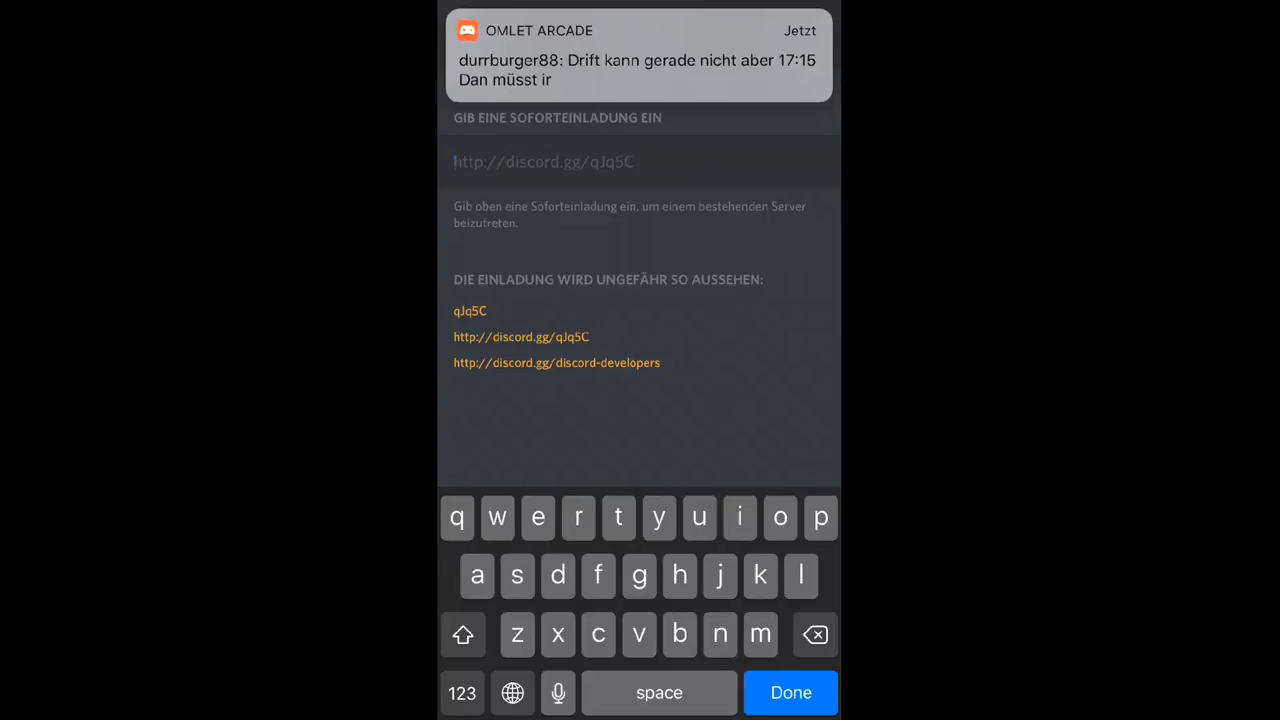 OMLET ARCADE Jetzt
durrburger88: Drift kann gerade nicht aber 17:15
Dan müsst ir
GIB EINE SOFORTEINLADUNG EIN
http://discord.gg/qJq5C
Gib oben eine Soforteinladung ein, um einem bestehenden Server
beizutreten.
DIE EINLADUNG WIRD UNGEFÄHR SO AUSSEHEN:
qJq5C
http://discord.gg/qJq5C
http://discord.gg/discord-developers
q w e r t y u i o p
a s d f g h j k l
z x c v b n m
123 space Done